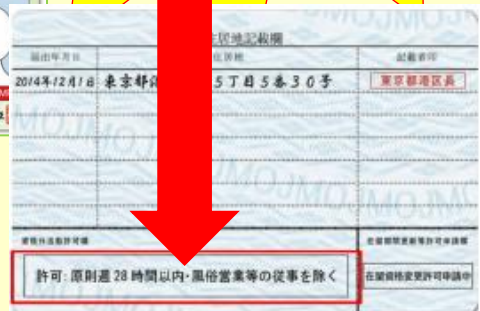 住居地記載欄
届出年月日
住居地
記載者印
2014年12月1日 東京都港 5丁目5番30号
東京都港区長
資格外活動許可欄
在留期間更新等許可申請欄
許可:原則週28時間以内・風俗営業等の従事を除く
在留資格変更許可申請中
MOJMOJ